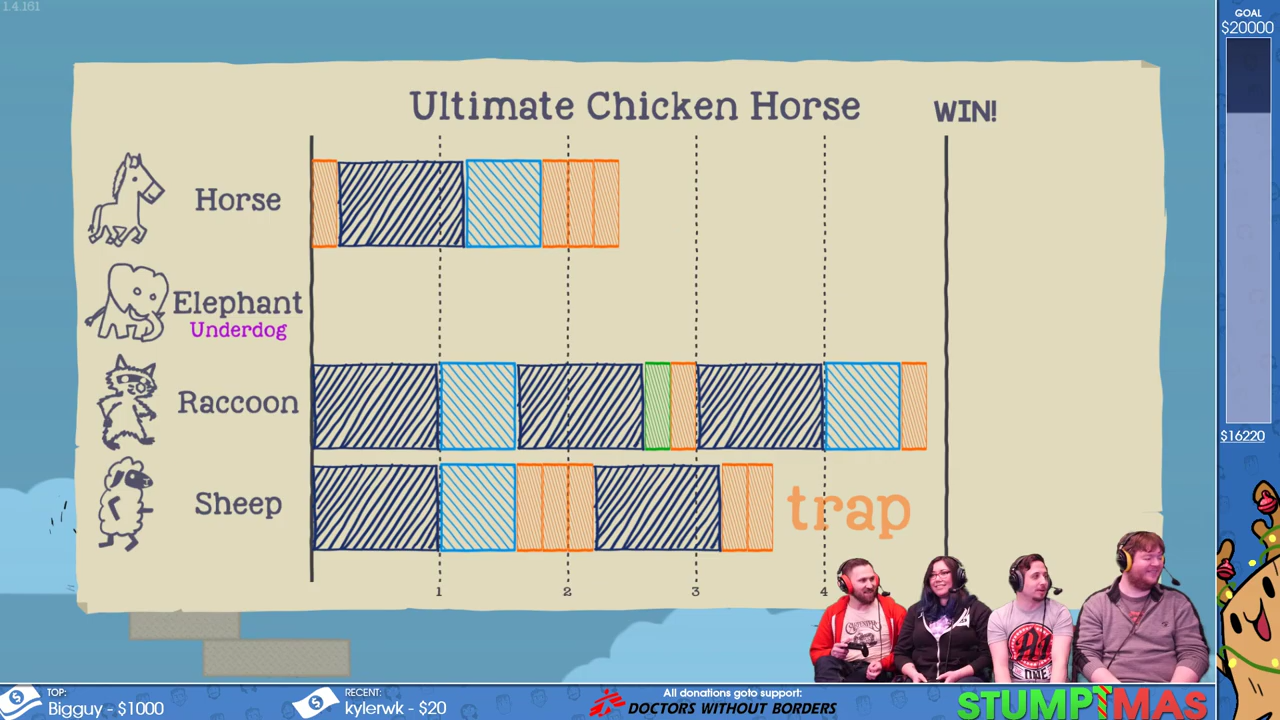 1.4.161
GOAL
$20000
Ultimate Chicken Horse
WIN!
Horse
Elephant
Underdog
Raccoon
Sheep
trap
1
2
3
4
$16220
TOP:
Bigguy - $1000
RECENT:
kylerwk - $20
All donations goto support:
DOCTORS WITHOUT BORDERS
STUMPTMAS